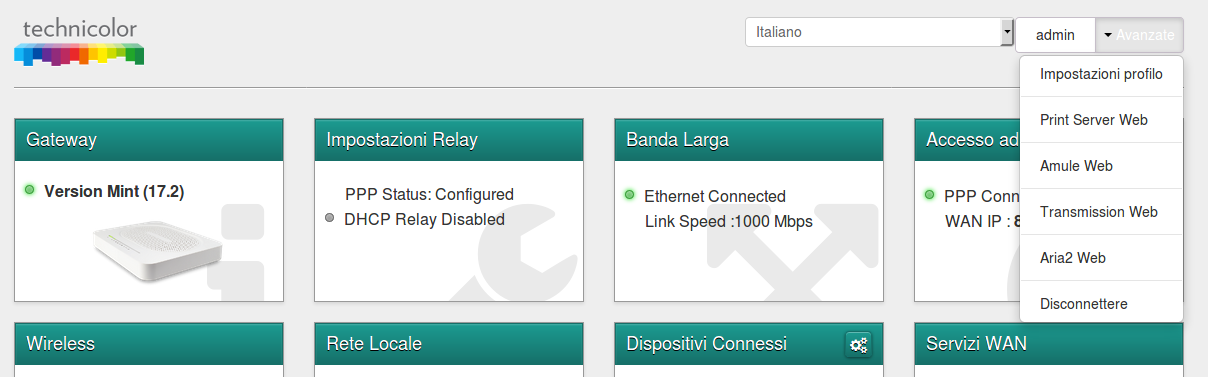 technicolor
Italiano
admin
Avanzate
Impostazioni profilo
Print Server Web
Amule Web
Transmission Web
Aria2 Web
Disconnettere
Gateway
Version Mint (17.2)
Impostazioni Relay
PPP Status: Configured
DHCP Relay Disabled
Banda Larga
Ethernet Connected
Link Speed :1000 Mbps
Accesso ad
PPP Conn
WAN IP : 8
Wireless
Rete Locale
Dispositivi Connessi
Servizi WAN